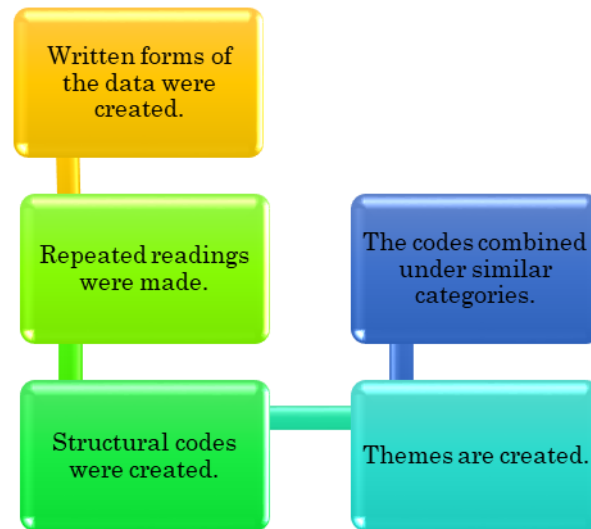 Written forms of
the data were
created.
Repeated readings
were made.
Structural codes
were created.
Themes are created.
The codes combined
under similar
categories.